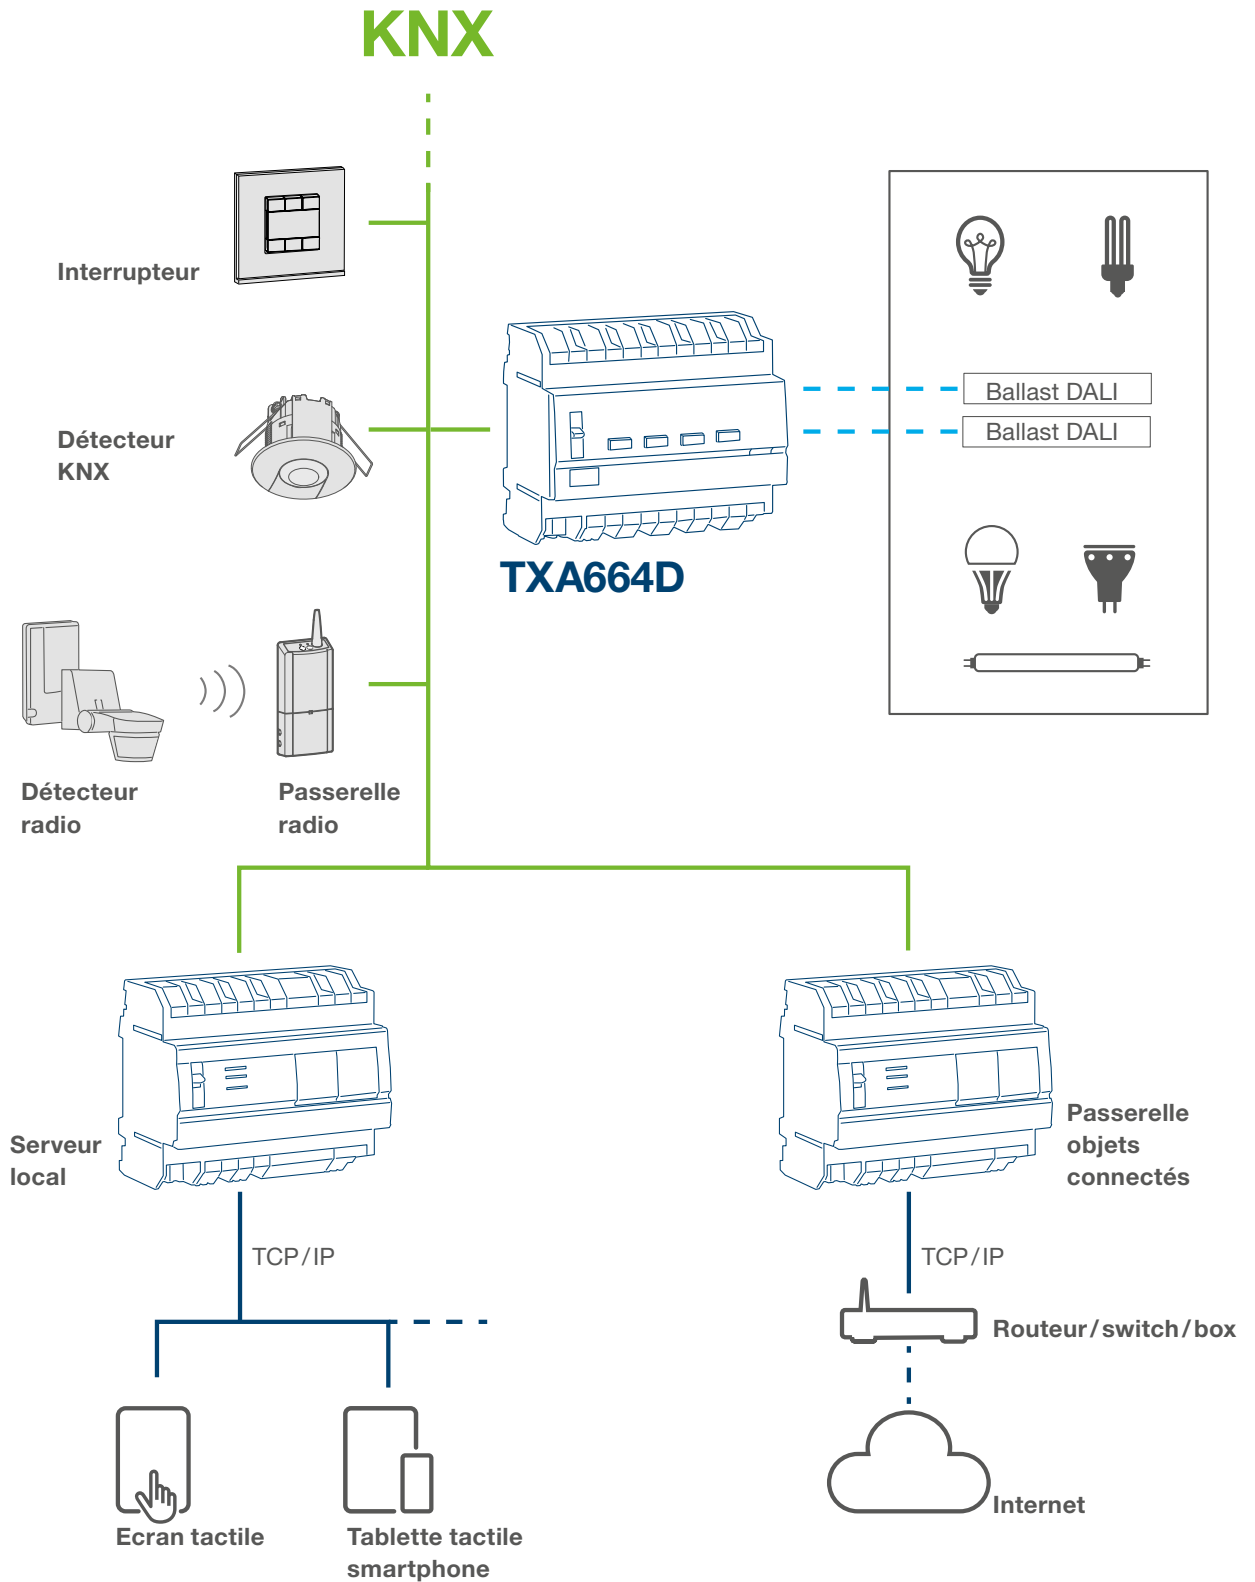 KNX
Interrupteur
Ballast DALI
Ballast DALI
Détecteur
KNX
TXA664D
Détecteur
radio
Passerelle
radio
Serveur
local
Passerelle
objets
connectés
TCP/IP
TCP/IP
Routeur/switch/box
Internet
Ecran tactile
Tablette tactile
smartphone